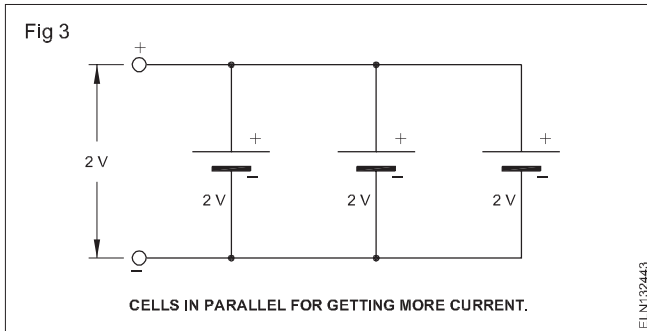 Fig 3
+
2 V
+
+
+
–
–
–
2 V
2 V
2 V
–
CELLS IN PARALLEL FOR GETTING MORE CURRENT.
ELN132443